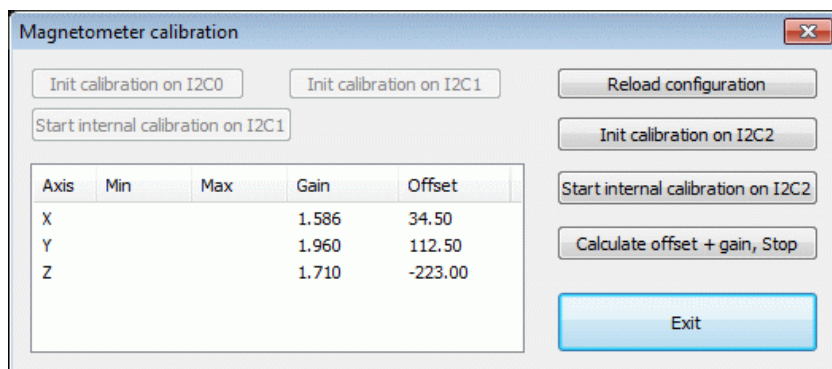 Magnetometer calibration
Init calibration on I2C0
Init calibration on I2C1
Reload configuration
Start internal calibration on I2C1
Init calibration on I2C2
Axis Min Max Gain Offset
Start internal calibration on I2C2
X 1.586 34.50
Y 1.960 112.50
Calculate offset + gain, Stop
Z 1.710 -223.00
Exit